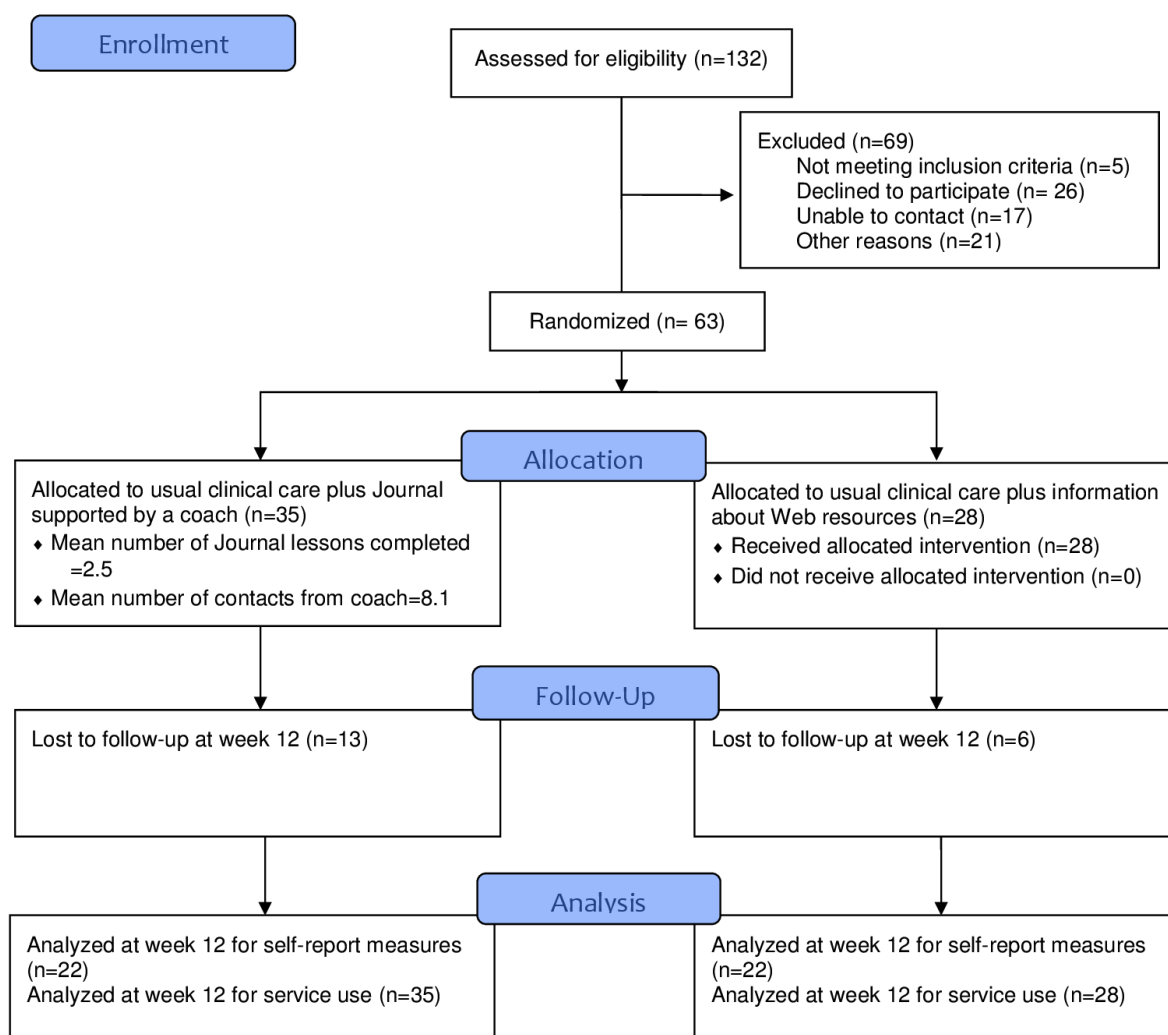 Enrollment
Assessed for eligibility (n=132)
Excluded (n=69)
Not meeting inclusion criteria (n=5)
Declined to participate (n= 26)
Unable to contact (n=17)
Other reasons (n=21)
Randomized (n= 63)
Allocation
Allocated to usual clinical care plus Journal
supported by a coach (n=35)
♦ Mean number of Journal lessons completed
=2.5
♦ Mean number of contacts from coach=8.1
Allocated to usual clinical care plus information
about Web resources (n=28)
♦ Received allocated intervention (n=28)
♦ Did not receive allocated intervention (n=0)
Follow-Up
Lost to follow-up at week 12 (n=13)
Lost to follow-up at week 12 (n=6)
Analysis
Analyzed at week 12 for self-report measures
(n=22)
Analyzed at week 12 for service use (n=35)
Analyzed at week 12 for self-report measures
(n=22)
Analyzed at week 12 for service use (n=28)